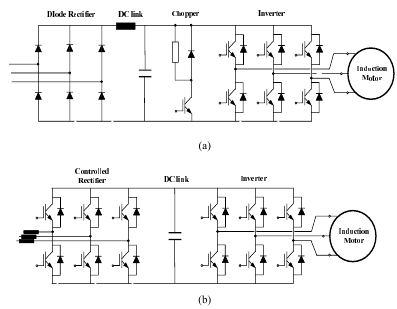 Diode Rectifier
DC link
Chopper
Inverter
Induction
Motor
(a)
Controlled
Rectifier
DC link
Inverter
Induction
Motor
(b)